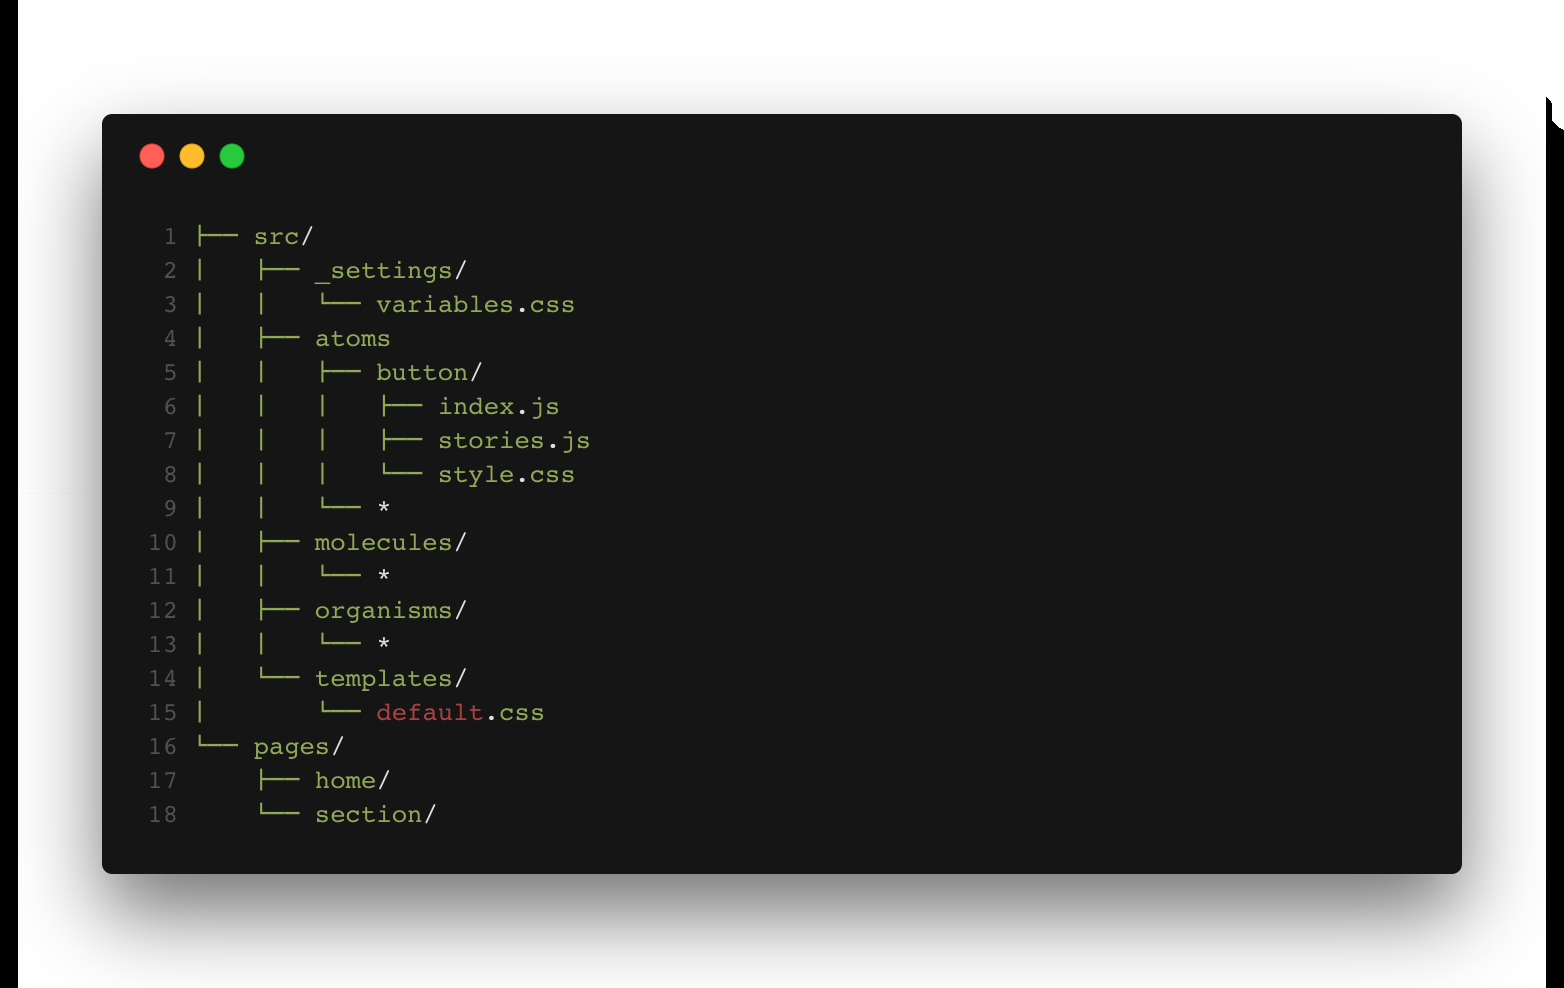 1 ├── src/
2 │   ├── _settings/
3 │   │   └── variables.css
4 │   ├── atoms
5 │   │   ├── button/
6 │   │   │   ├── index.js
7 │   │   │   ├── stories.js
8 │   │   │   └── style.css
9 │   │   └── *
10 │   ├── molecules/
11 │   │   └── *
12 │   ├── organisms/
13 │   │   └── *
14 │   └── templates/
15 │       └── default.css
16 └── pages/
17     ├── home/
18     └── section/